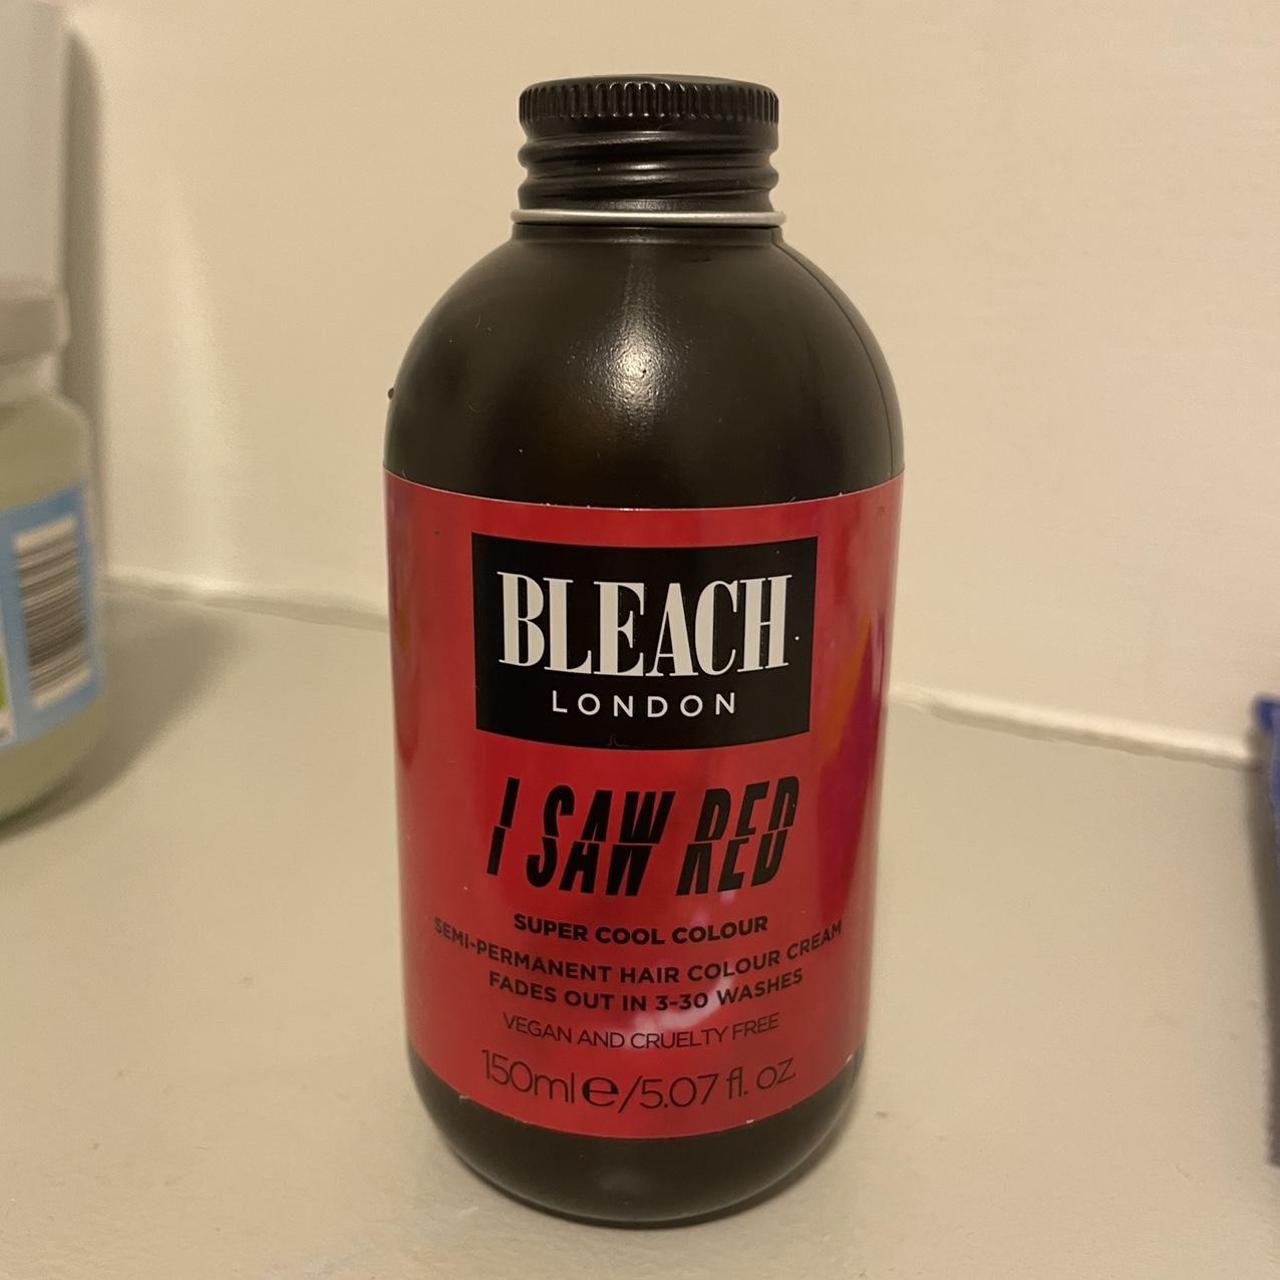 BLEACH
LONDON
I SAW RED
SUPER COOL COLOUR
SEMI-PERMANENT HAIR COLOUR CREAM
FADES OUT IN 3-30 WASHES
VEGAN AND CRUELTY FREE
150ml ℮/5.07 fl. oz.